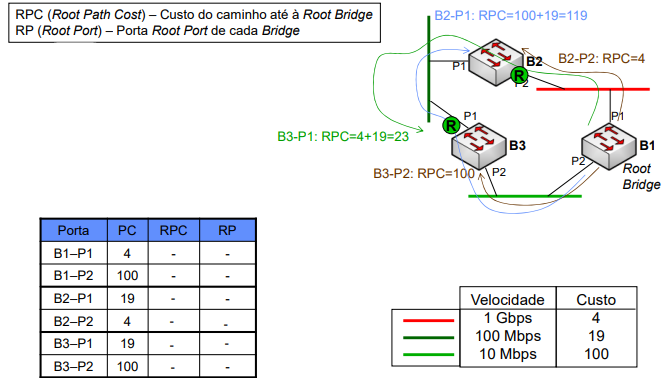 RPC (Root Path Cost) – Custo do caminho até à Root Bridge
RP (Root Port) – Porta Root Port de cada Bridge
B2-P1: RPC=100+19=119
B2-P2: RPC=4
P1
B2
R
P2
B3-P1: RPC=4+19=23
R
P1
B3
P2
B3-P2: RPC=100
P1
B1
P2
Root
Bridge
Porta PC RPC RP
B1–P1 4 - -
B1–P2 100 - -
B2–P1 19 - -
B2–P2 4 - -
B3–P1 19 - -
B3–P2 100 - -
Velocidade Custo
1 Gbps 4
100 Mbps 19
10 Mbps 100